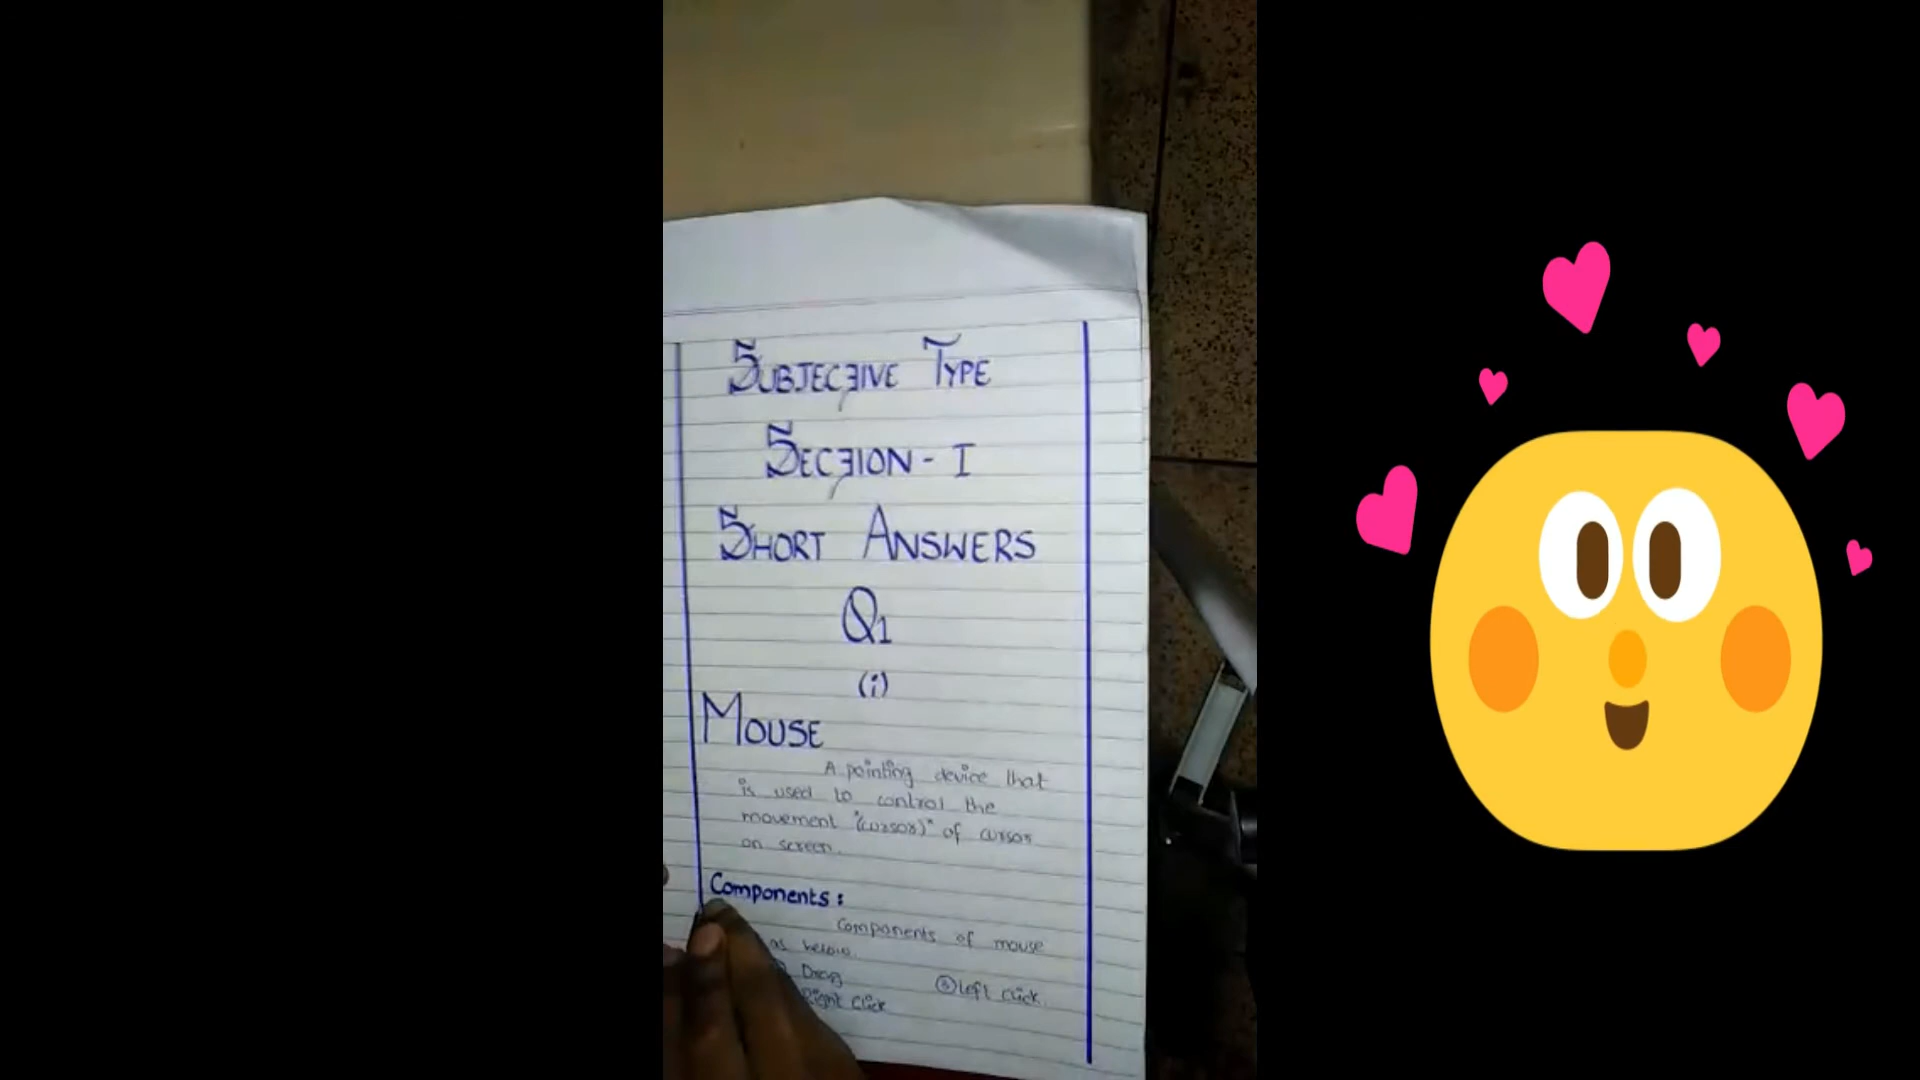 SUBJECTIVE TYPE
SECTION - I
SHORT ANSWERS
Q1
(i)
MOUSE
A pointing device that
is used to control the
movement "(cursor)" of cursor
on screen.
Components:
Components of mouse
as below.
Drag
③ Left Click.
Right Click